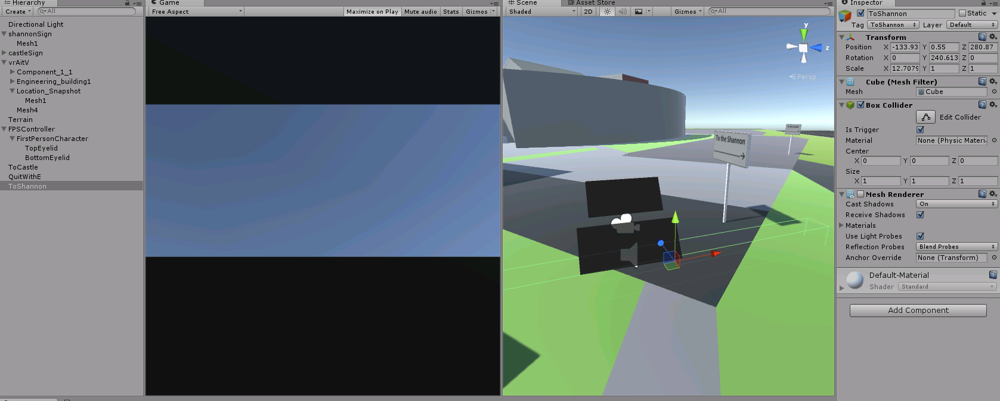 Hierarchy
Create All
Directional Light
shannonSign
Mesh1
castleSign
vrAitV
Component_1_1
Engineering_building1
Location_Snapshot
Mesh1
Mesh4
Terrain
FPSController
FirstPersonCharacter
TopEyelid
BottomEyelid
ToCastle
QuitWithE
ToShannon
Game
Free Aspect Maximize on Play Mute audio Stats Gizmos
Scene Asset Store
Shaded 2D Gizmos All
y
z
Persp
To the Shannon
Inspector
ToShannon Static
Tag ToShannon Layer Default
Transform
Position X -133.93 Y 0.55 Z 280.87
Rotation X 0 Y 240.613 Z 0
Scale X 12.7079 Y 1 Z 1
Cube (Mesh Filter)
Mesh Cube
Box Collider
Edit Collider
Is Trigger
Material None (Physic Materi
Center
X 0 Y 0 Z 0
Size
X 1 Y 1 Z 1
Mesh Renderer
Cast Shadows On
Receive Shadows
Materials
Use Light Probes
Reflection Probes Blend Probes
Anchor Override None (Transform)
Default-Material
Shader Standard
Add Component